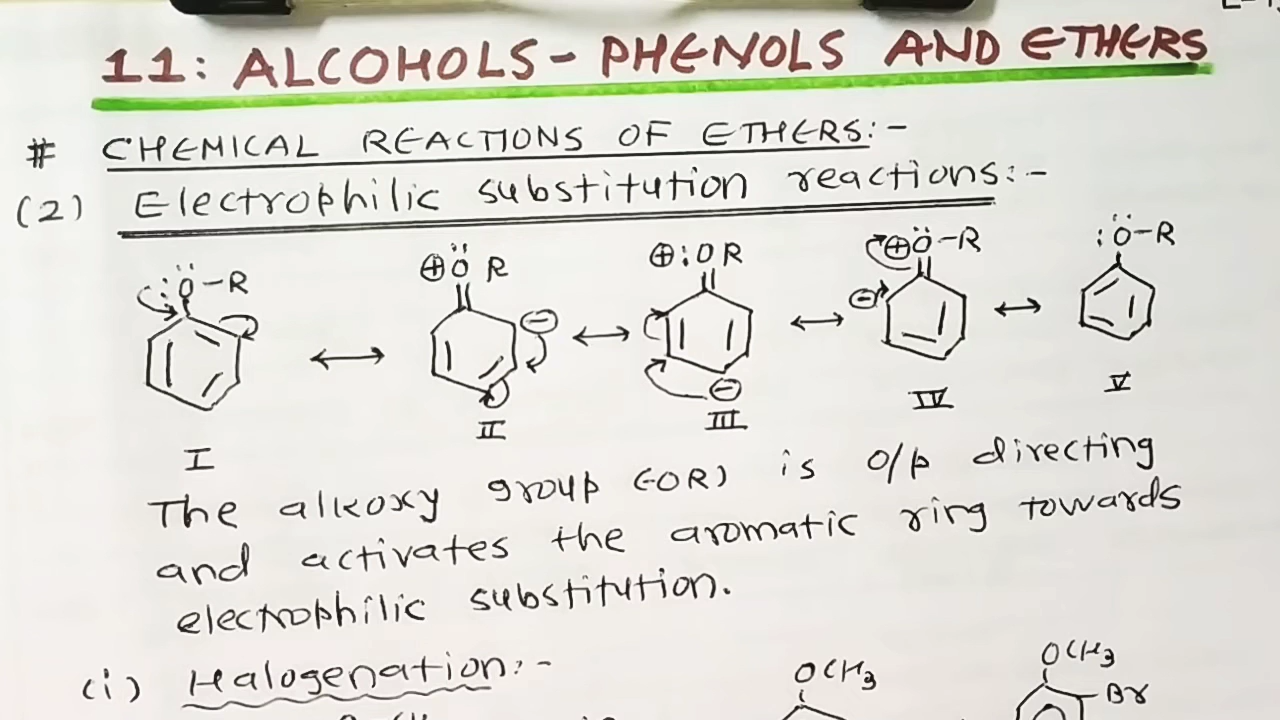 11: ALCOHOLS- PHENOLS AND ETHERS
# CHEMICAL REACTIONS OF ETHERS:-
(2) Electrophilic substitution reactions:-
:Ö-R ⊕Ö R ⊕:OR ⊕Ö-R :Ö-R
⊖ ⊖ ⊖
I II III IV V
The alkoxy group (-OR) is o/p directing
and activates the aromatic ring towards
electrophilic substitution.
(i) Halogenation:-
OCH3 OCH3
Br